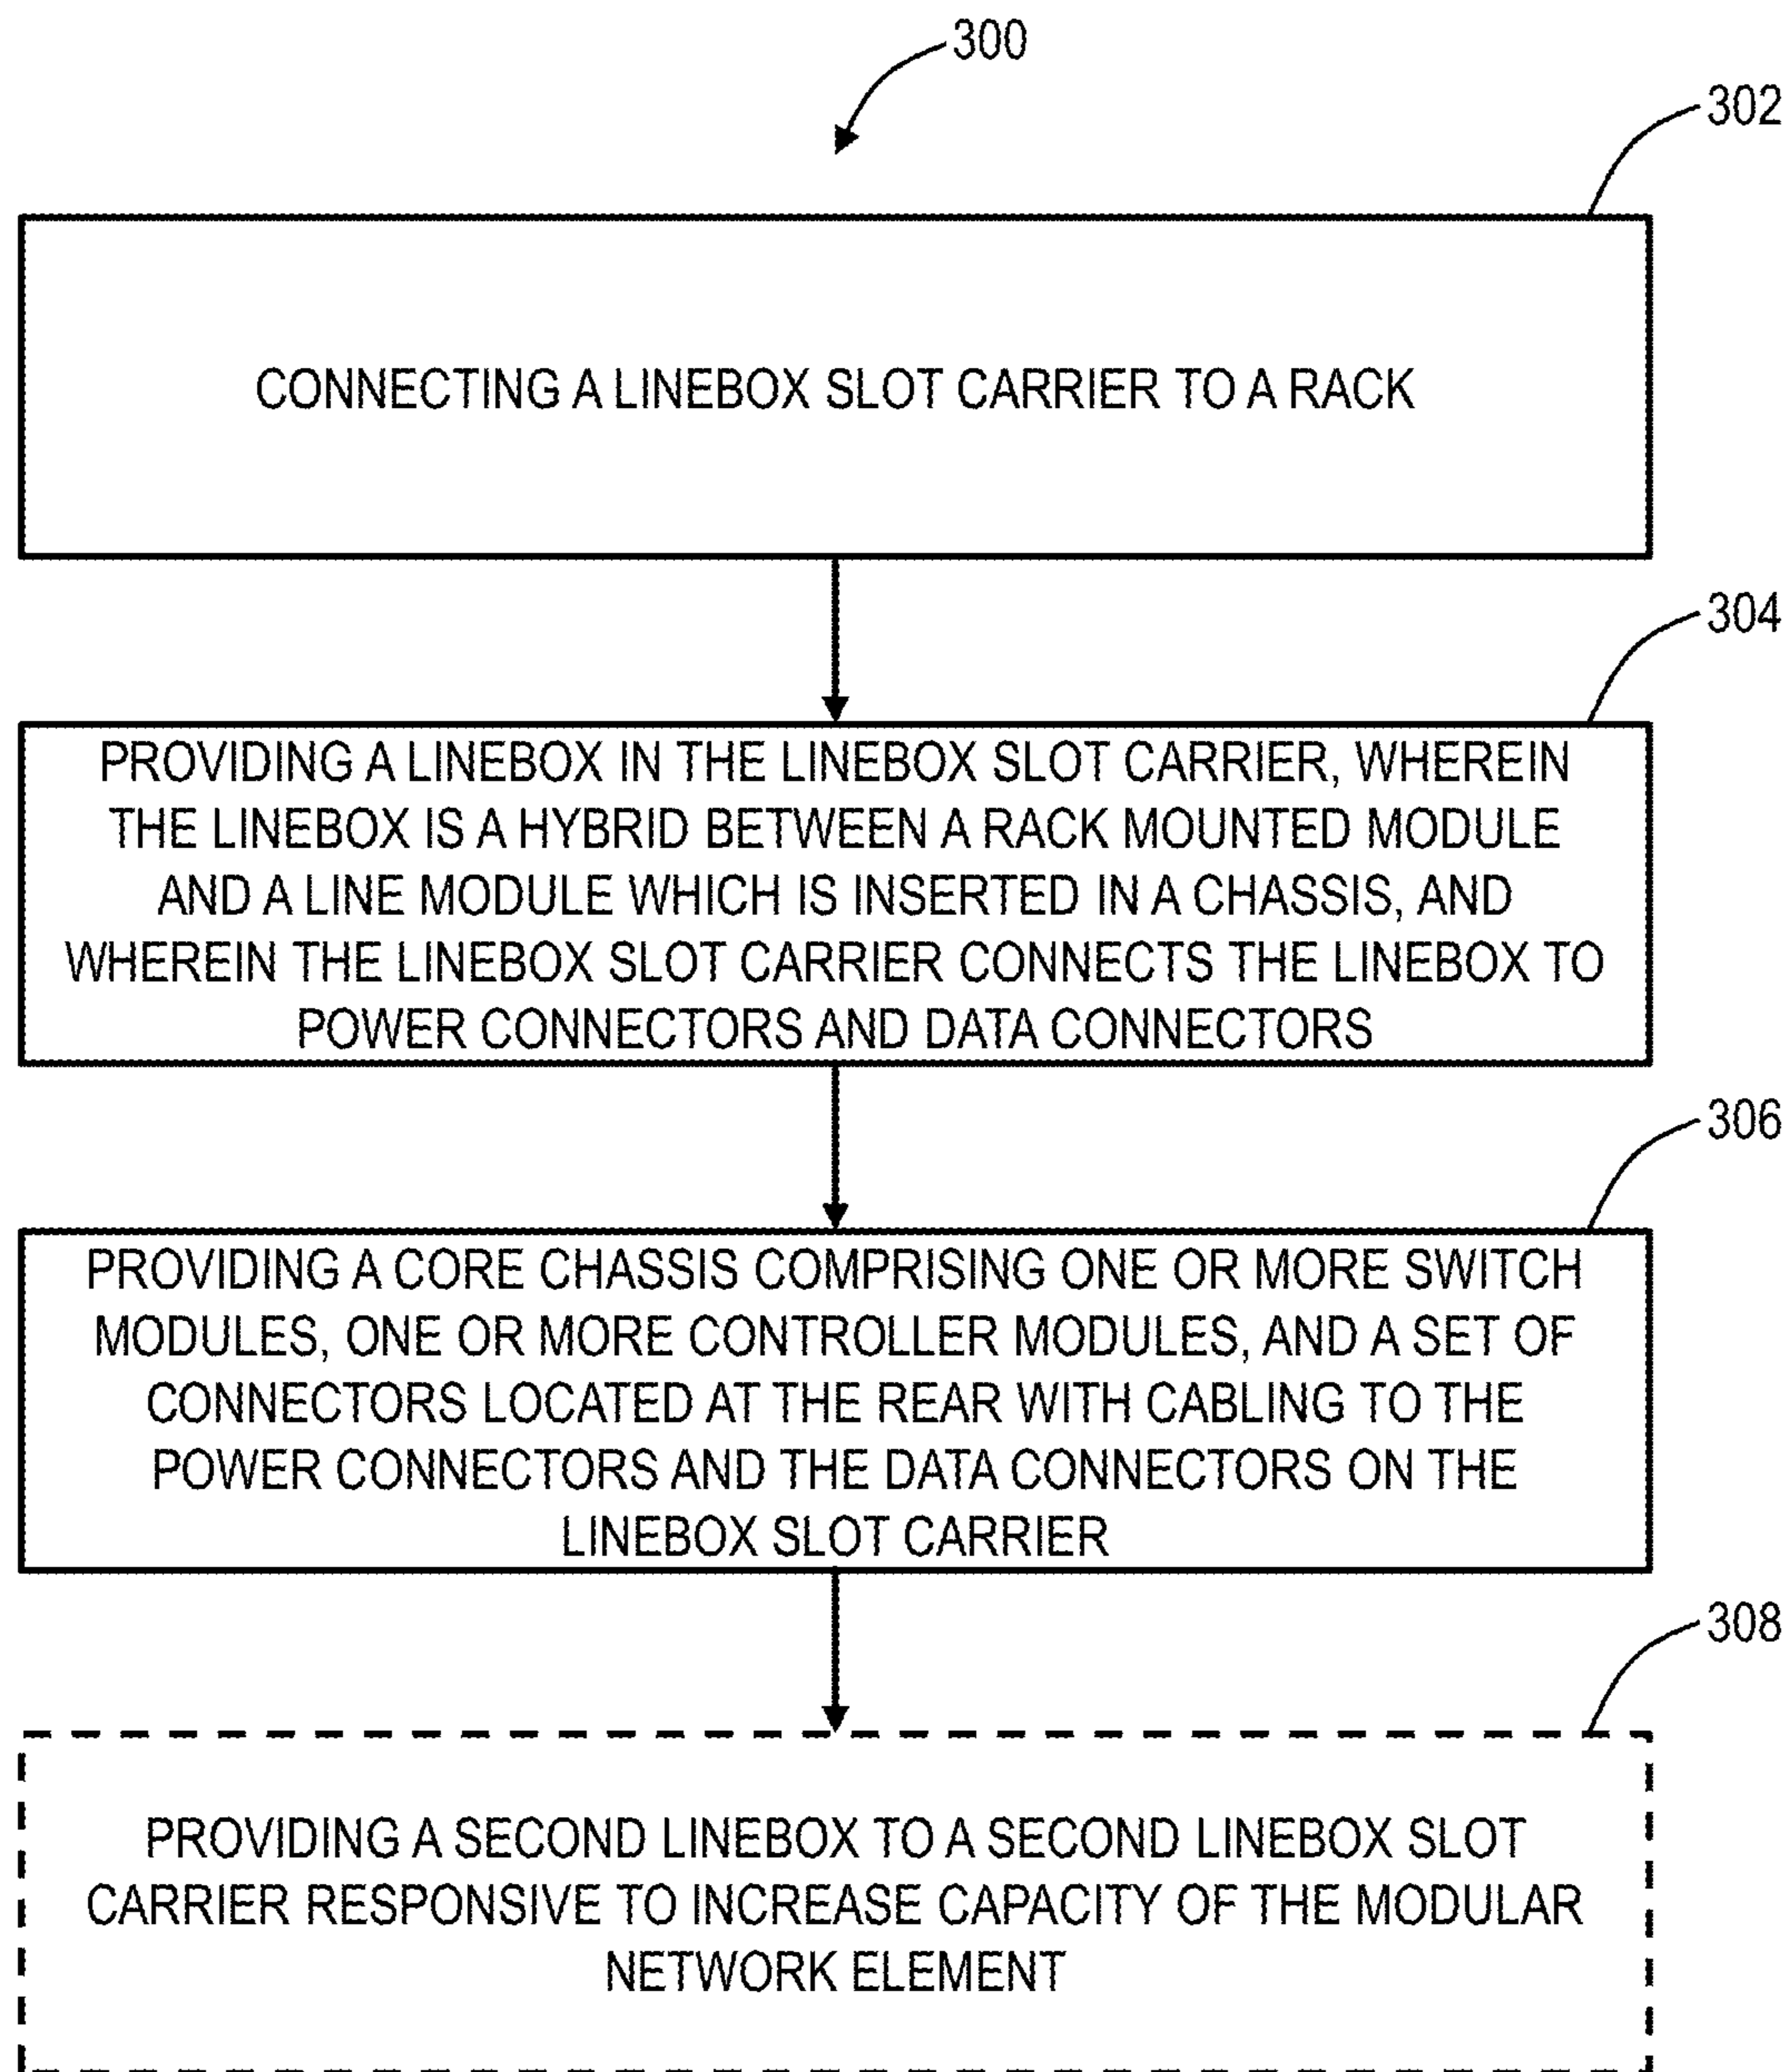 300
302
CONNECTING A LINEBOX SLOT CARRIER TO A RACK
304
PROVIDING A LINEBOX IN THE LINEBOX SLOT CARRIER, WHEREIN
THE LINEBOX IS A HYBRID BETWEEN A RACK MOUNTED MODULE
AND A LINE MODULE WHICH IS INSERTED IN A CHASSIS, AND
WHEREIN THE LINEBOX SLOT CARRIER CONNECTS THE LINEBOX TO
POWER CONNECTORS AND DATA CONNECTORS
306
PROVIDING A CORE CHASSIS COMPRISING ONE OR MORE SWITCH
MODULES, ONE OR MORE CONTROLLER MODULES, AND A SET OF
CONNECTORS LOCATED AT THE REAR WITH CABLING TO THE
POWER CONNECTORS AND THE DATA CONNECTORS ON THE
LINEBOX SLOT CARRIER
308
PROVIDING A SECOND LINEBOX TO A SECOND LINEBOX SLOT
CARRIER RESPONSIVE TO INCREASE CAPACITY OF THE MODULAR
NETWORK ELEMENT